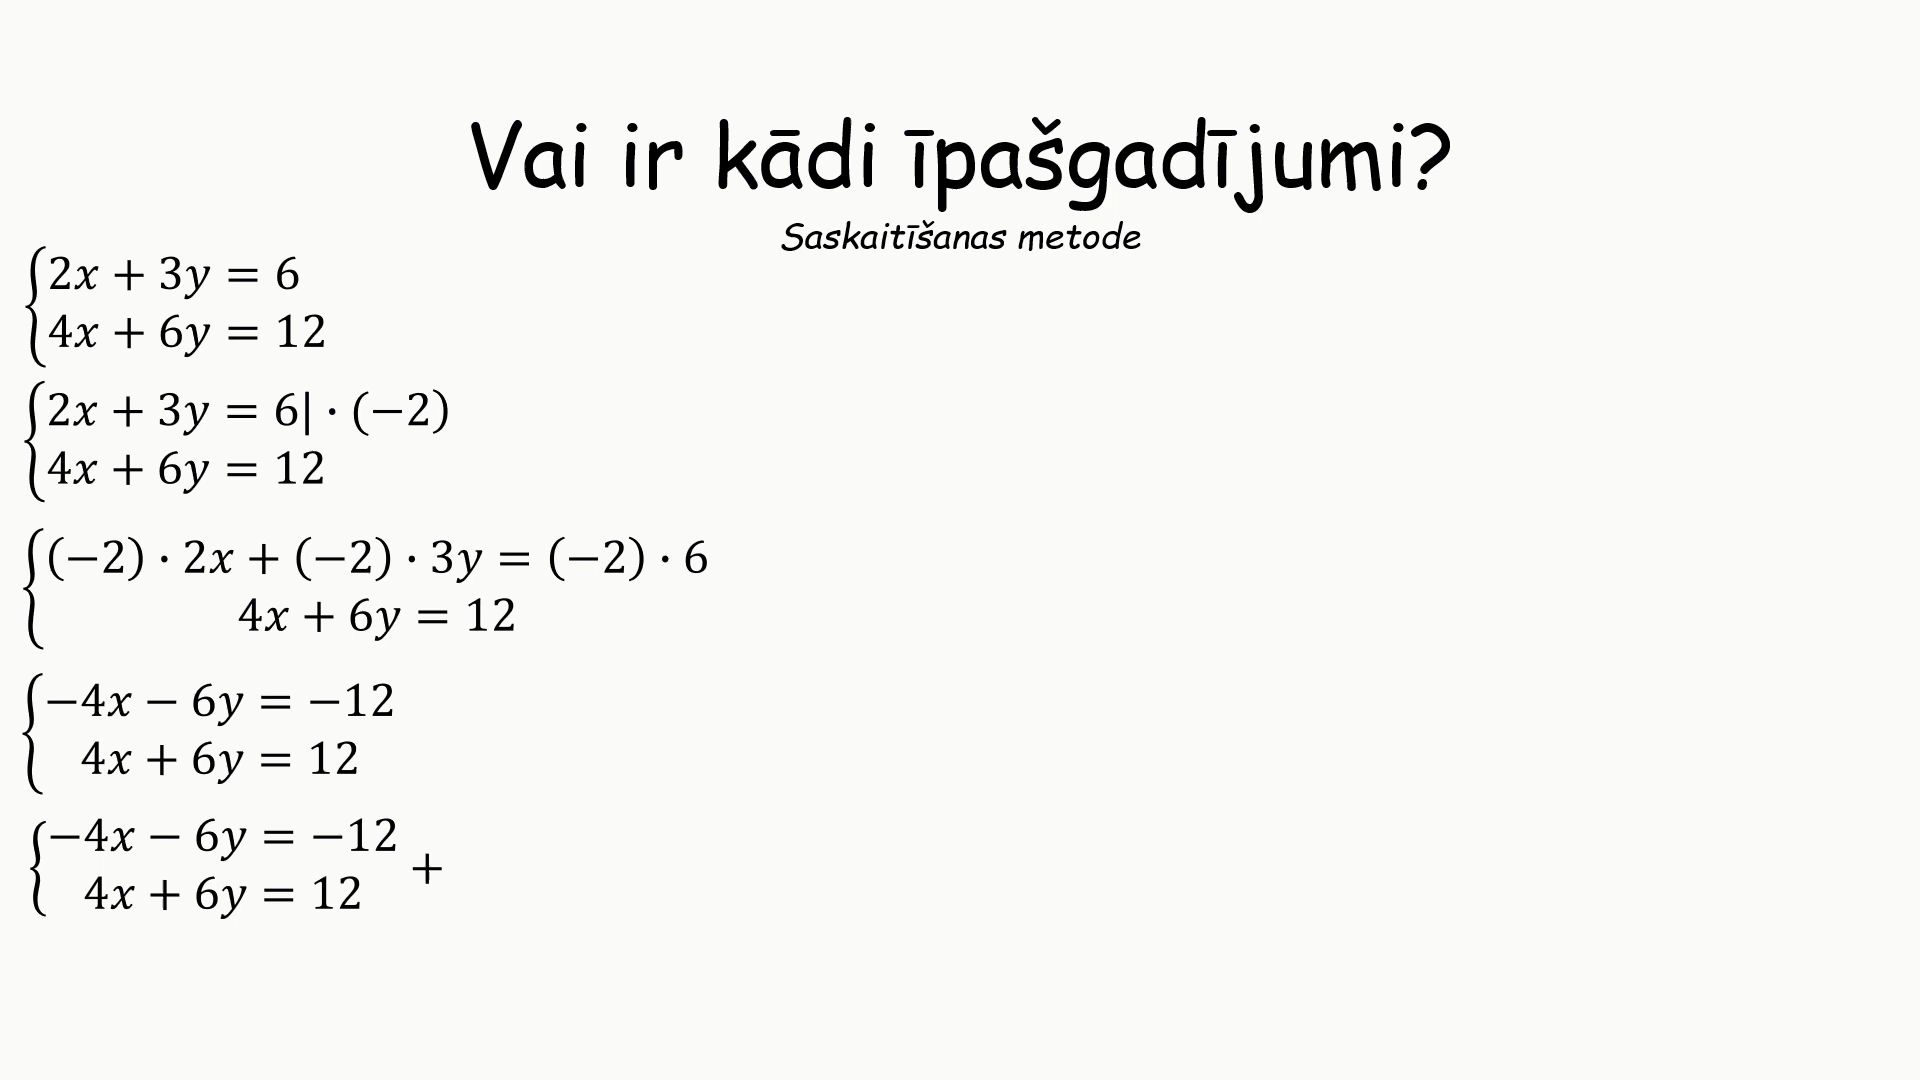 Vai ir kādi īpašgadījumi?
Saskaitīšanas metode
2x + 3y = 6
4x + 6y = 12
2x + 3y = 6| · (−2)
4x + 6y = 12
(−2) · 2x + (−2) · 3y = (−2) · 6
4x + 6y = 12
−4x − 6y = −12
4x + 6y = 12
−4x − 6y = −12
+
4x + 6y = 12